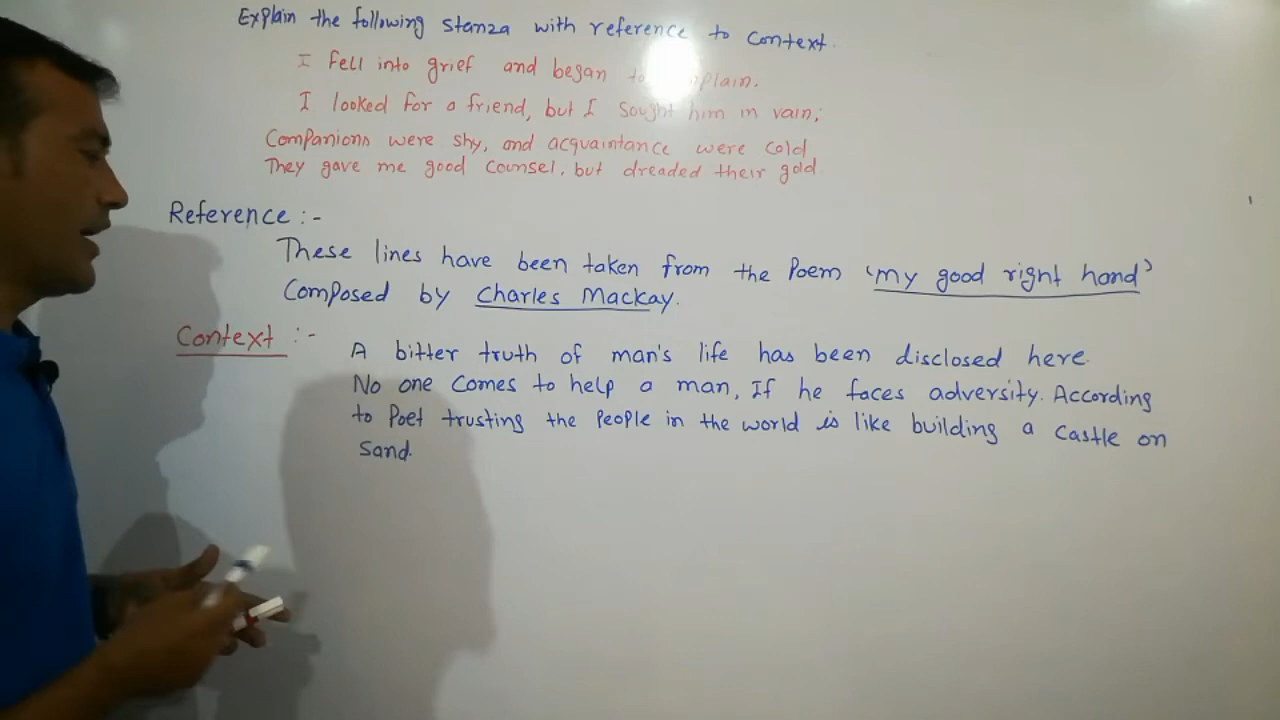 Explain the following stanza with reference to context.
I fell into grief and began to plain.
I looked for a friend, but I sought him in vain;
Companions were shy, and acquaintance were cold
They gave me good counsel, but dreaded their gold
Reference :-
These lines have been taken from the Poem 'my good right hand'
Composed by Charles Mackay.
Context :-
A bitter truth of man's life has been disclosed here.
No one comes to help a man, If he faces adversity. According
to Poet trusting the People in the world is like building a castle on
Sand.